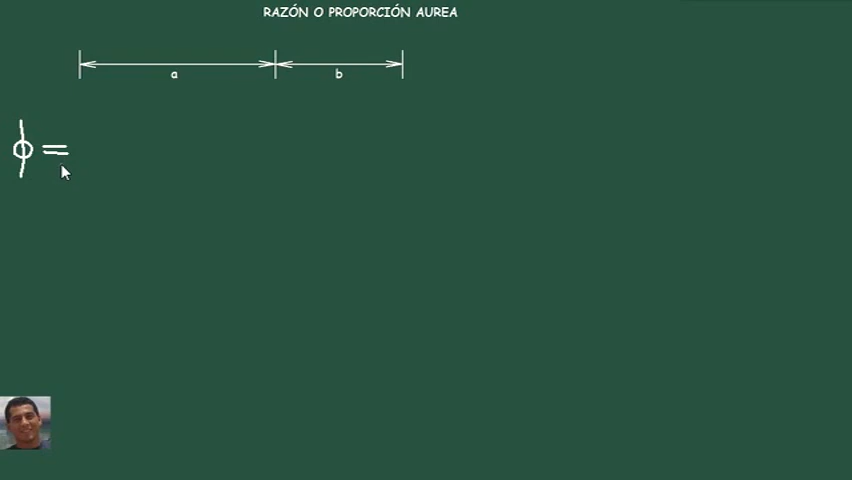 RAZÓN O PROPORCIÓN AUREA
a b
ϕ =